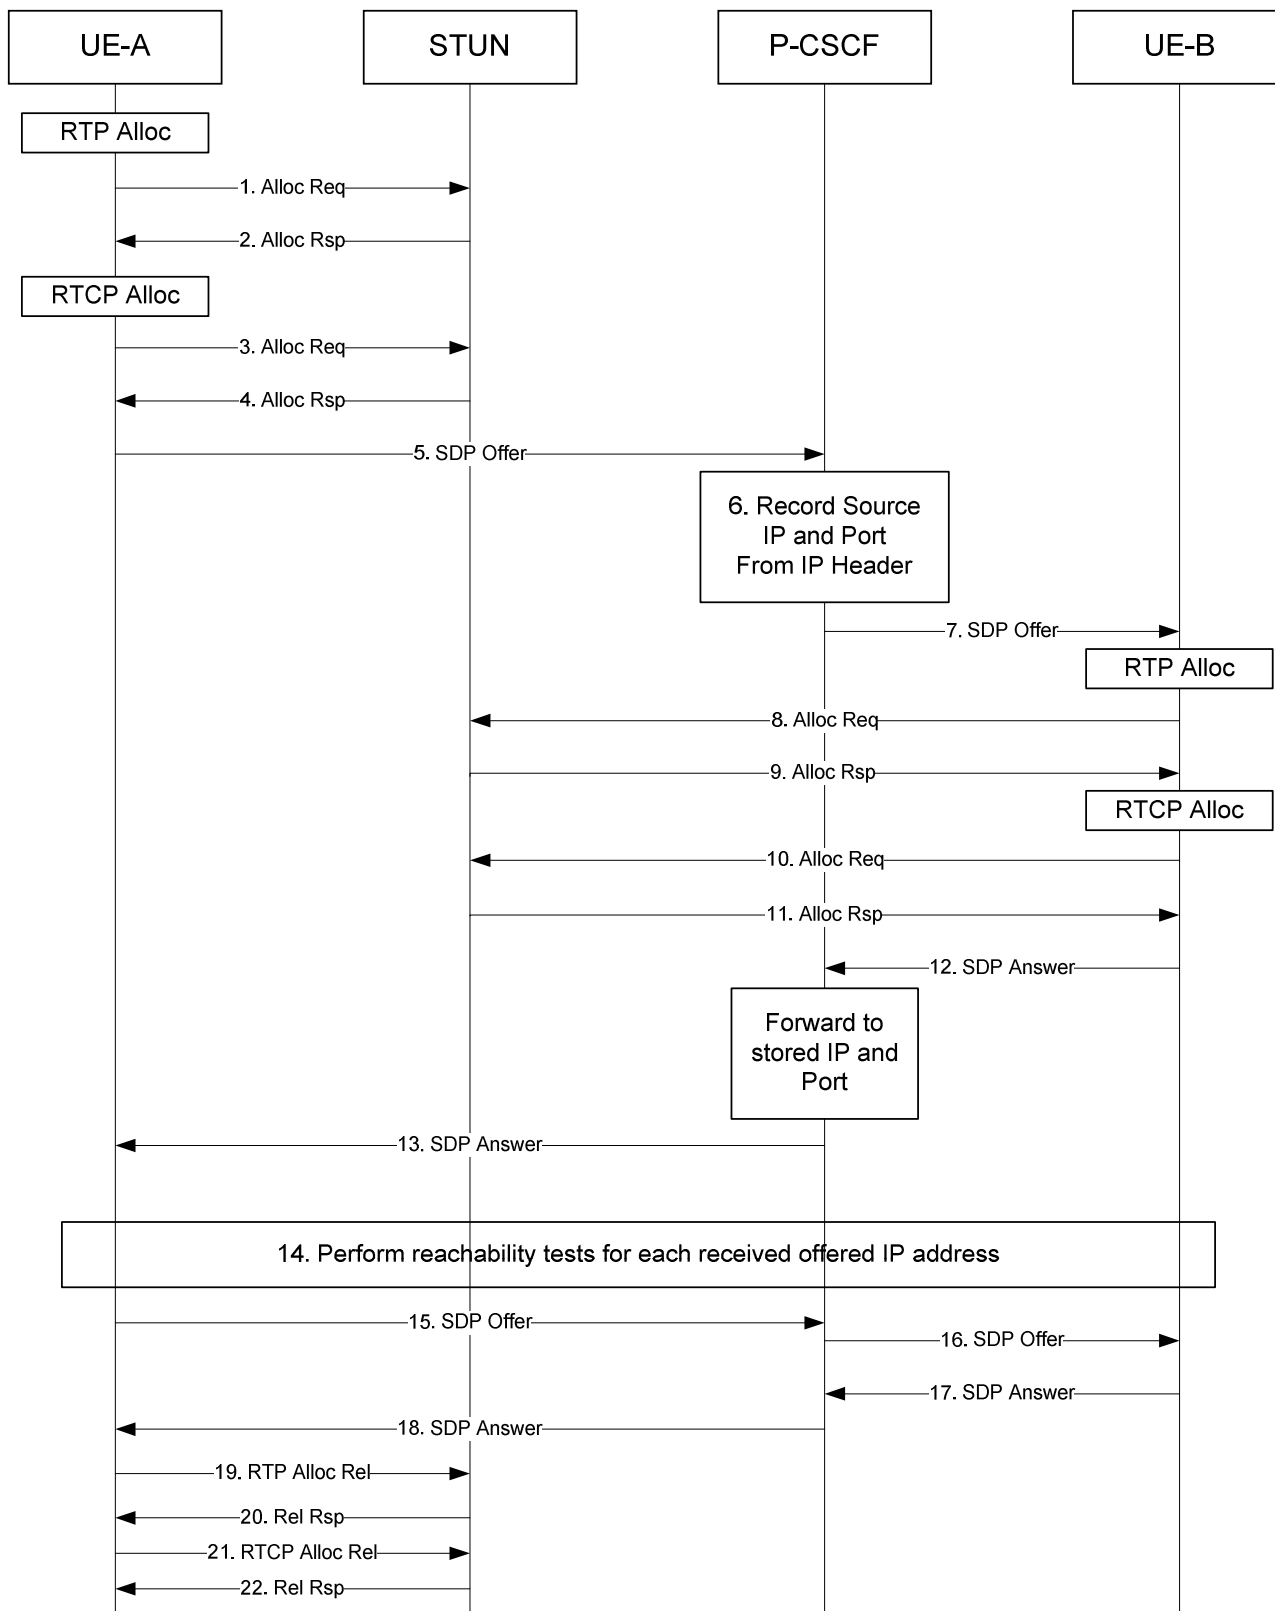 UE-A
STUN
P-CSCF
UE-B
RTP Alloc
1. Alloc Req
2. Alloc Rsp
RTCP Alloc
3. Alloc Req
4. Alloc Rsp
5. SDP Offer
6. Record Source
IP and Port
From IP Header
7. SDP Offer
RTP Alloc
8. Alloc Req
9. Alloc Rsp
RTCP Alloc
10. Alloc Req
11. Alloc Rsp
12. SDP Answer
Forward to
stored IP and
Port
13. SDP Answer
14. Perform reachability tests for each received offered IP address
15. SDP Offer
16. SDP Offer
17. SDP Answer
18. SDP Answer
19. RTP Alloc Rel
20. Rel Rsp
21. RTCP Alloc Rel
22. Rel Rsp